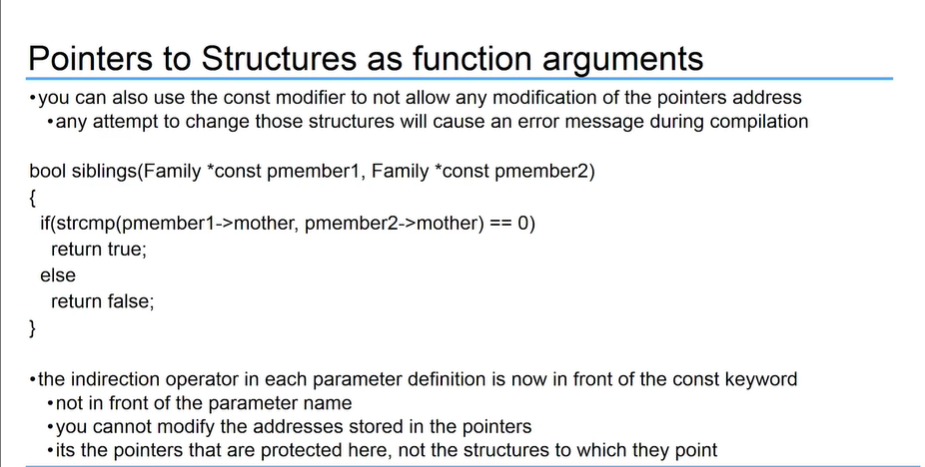 Pointers to Structures as function arguments
•you can also use the const modifier to not allow any modification of the pointers address
•any attempt to change those structures will cause an error message during compilation
bool siblings(Family *const pmember1, Family *const pmember2)
{
if(strcmp(pmember1->mother, pmember2->mother) == 0)
return true;
else
return false;
}
•the indirection operator in each parameter definition is now in front of the const keyword
•not in front of the parameter name
•you cannot modify the addresses stored in the pointers
•its the pointers that are protected here, not the structures to which they point